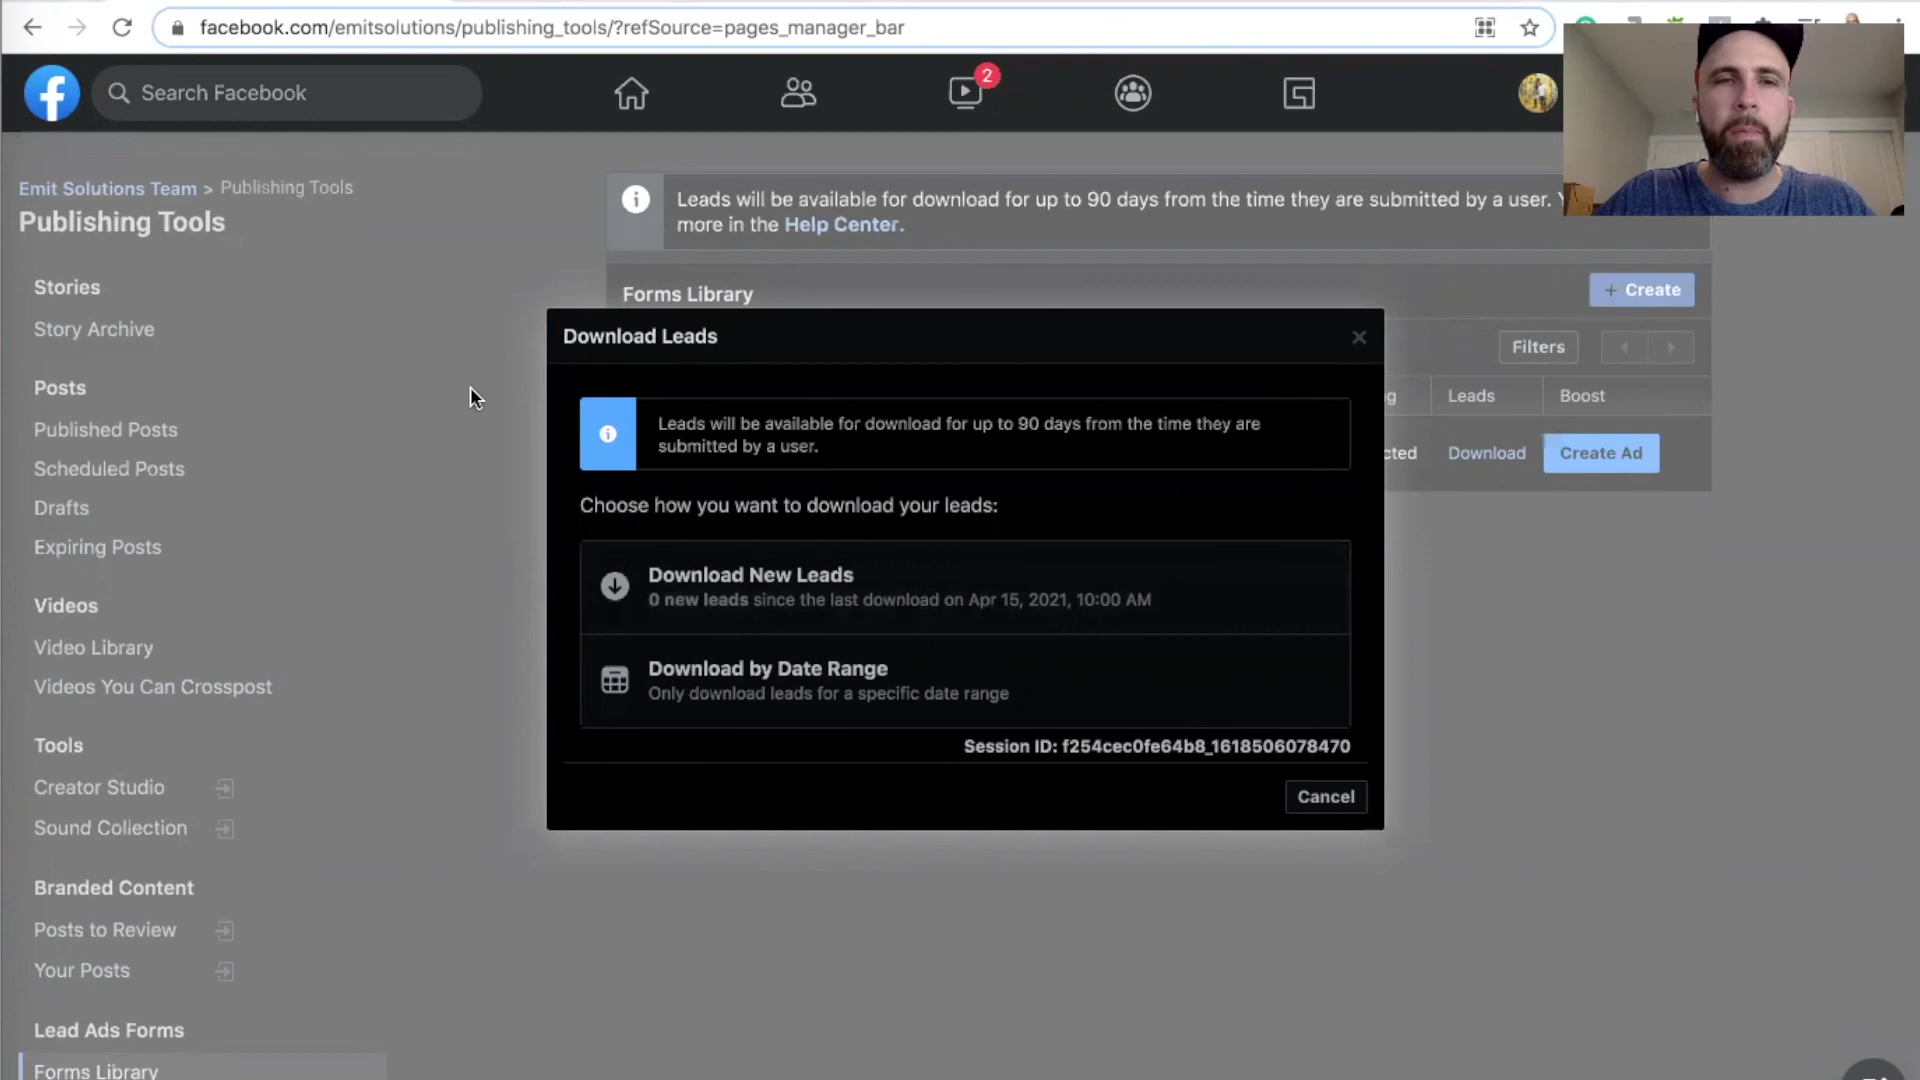 facebook.com/emitsolutions/publishing_tools/?refSource=pages_manager_bar
Search Facebook
2
Emit Solutions Team > Publishing Tools
Publishing Tools
Stories
Story Archive
Posts
Published Posts
Scheduled Posts
Drafts
Expiring Posts
Videos
Video Library
Videos You Can Crosspost
Tools
Creator Studio
Sound Collection
Branded Content
Posts to Review
Your Posts
Lead Ads Forms
Forms Library
Leads will be available for download for up to 90 days from the time they are submitted by a user.
more in the Help Center.
Forms Library
+ Create
Filters
Leads
Boost
cted
Download
Create Ad
Download Leads
Leads will be available for download for up to 90 days from the time they are
submitted by a user.
Choose how you want to download your leads:
Download New Leads
0 new leads since the last download on Apr 15, 2021, 10:00 AM
Download by Date Range
Only download leads for a specific date range
Session ID: f254cec0fe64b8_1618506078470
Cancel